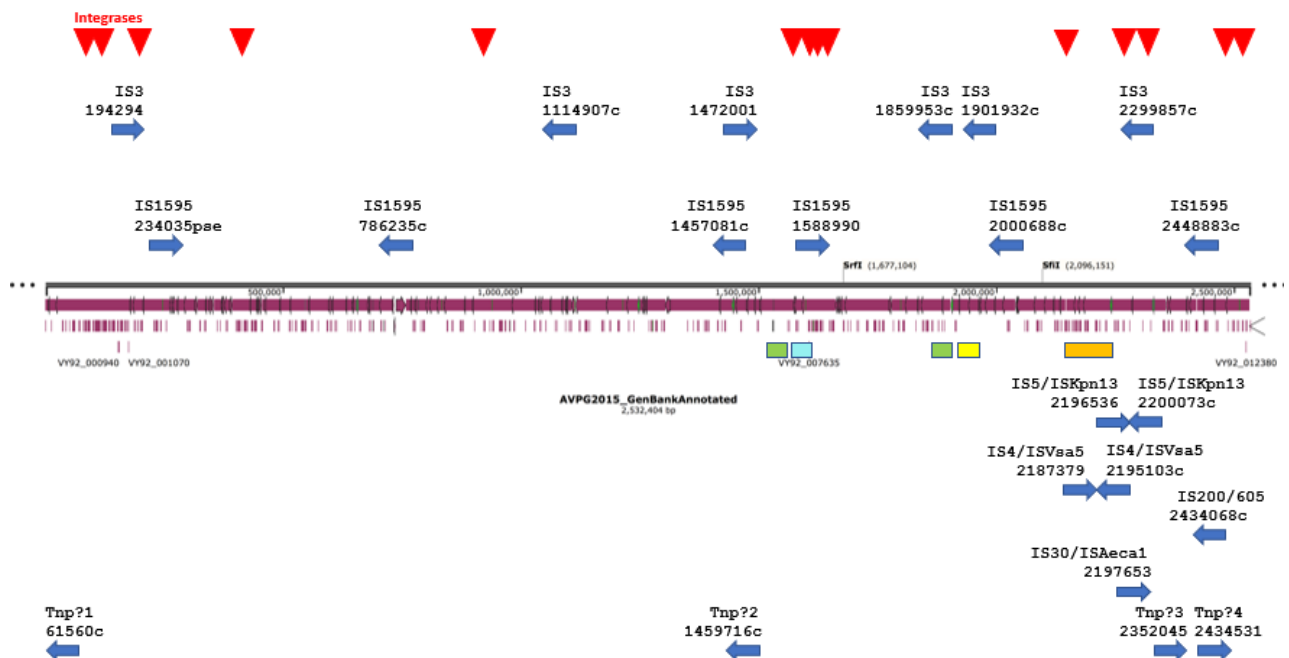 Integrases
IS3 IS3 IS3 IS3 IS3 IS3
194294 1114907c 1472001 1859953c 1901932c 2299857c
IS1595 IS1595 IS1595 IS1595 IS1595 IS1595
234035pse 786235c 1457081c 1588990 2000688c 2448883c
SrfI (1,677,104) SfiI (2,096,151)
500,000 1,000,000 1,500,000 2,000,000 2,500,000
VY92_000940 VY92_001070 VY92_007635 VY92_012380
IS5/ISKpn13 IS5/ISKpn13
2196536 2200073c
AVPG2015_GenBankAnnotated
2,532,404 bp
IS4/ISVsa5 IS4/ISVsa5
2187379 2195103c
IS200/605
2434068c
IS30/ISAeca1
2197653
Tnp?1 Tnp?2 Tnp?3 Tnp?4
61560c 1459716c 2352045 2434531